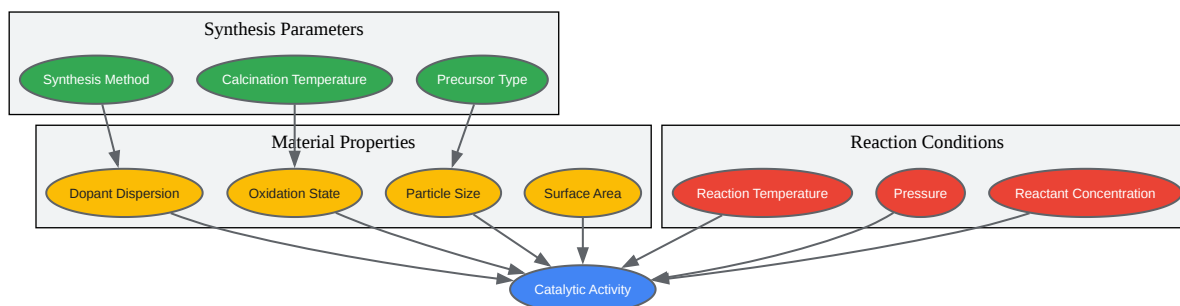 Synthesis Parameters
Synthesis Method
Calcination Temperature
Precursor Type
Material Properties
Reaction Conditions
Dopant Dispersion
Oxidation State
Particle Size
Surface Area
Reaction Temperature
Pressure
Reactant Concentration
Catalytic Activity